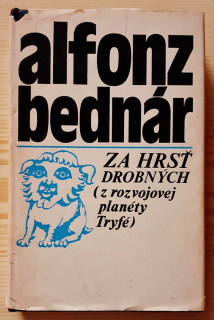 alfonz
bednár
ZA HRSŤ
DROBNÝCH
(z rozvojovej
planéty
Tryfé)